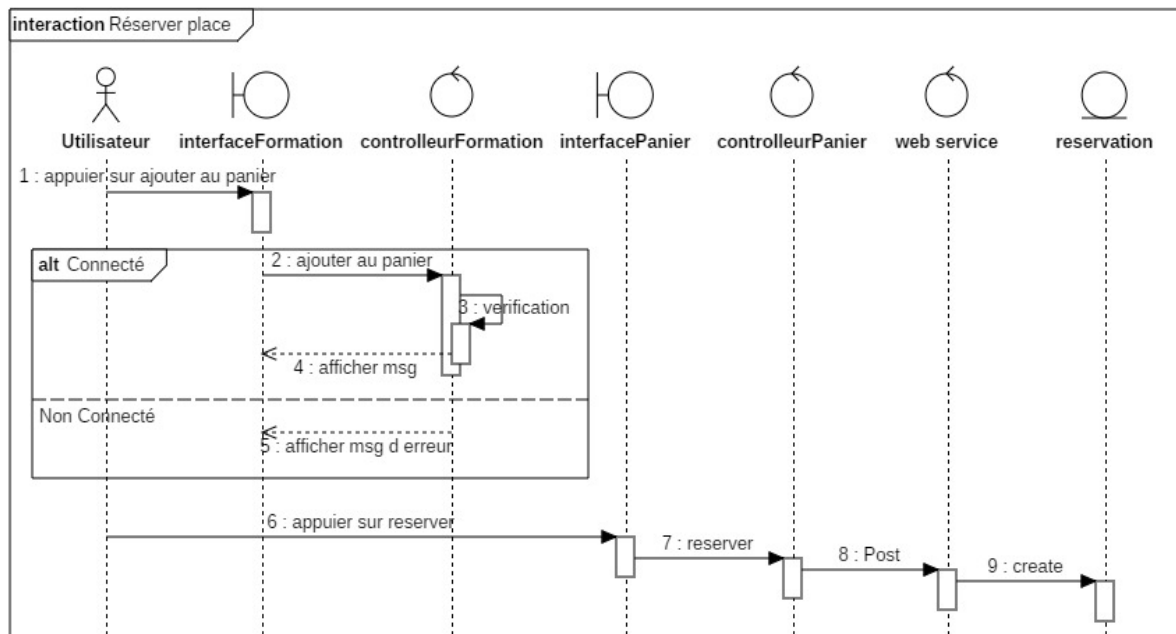 interaction Réserver place
Utilisateur
interfaceFormation
controlleurFormation
interfacePanier
controlleurPanier
web service
reservation
1 : appuier sur ajouter au panier
alt Connecté
2 : ajouter au panier
3 : verification
4 : afficher msg
Non Connecté
5 : afficher msg d erreur
6 : appuier sur reserver
7 : reserver
8 : Post
9 : create